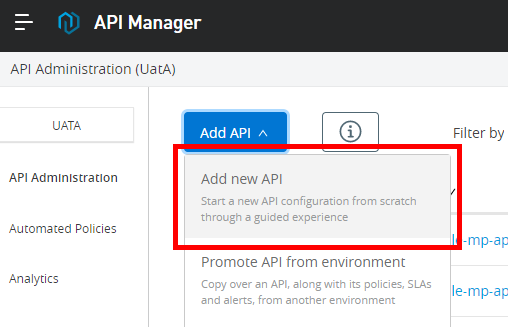 API Manager
API Administration (UatA)
UATA
API Administration
Automated Policies
Analytics
Add API
Filter by
Add new API
Start a new API configuration from scratch
through a guided experience
le-mp-ap
Promote API from environment
Copy over an API, along with its policies, SLAs
and alerts, from another environment
le-mp-ap